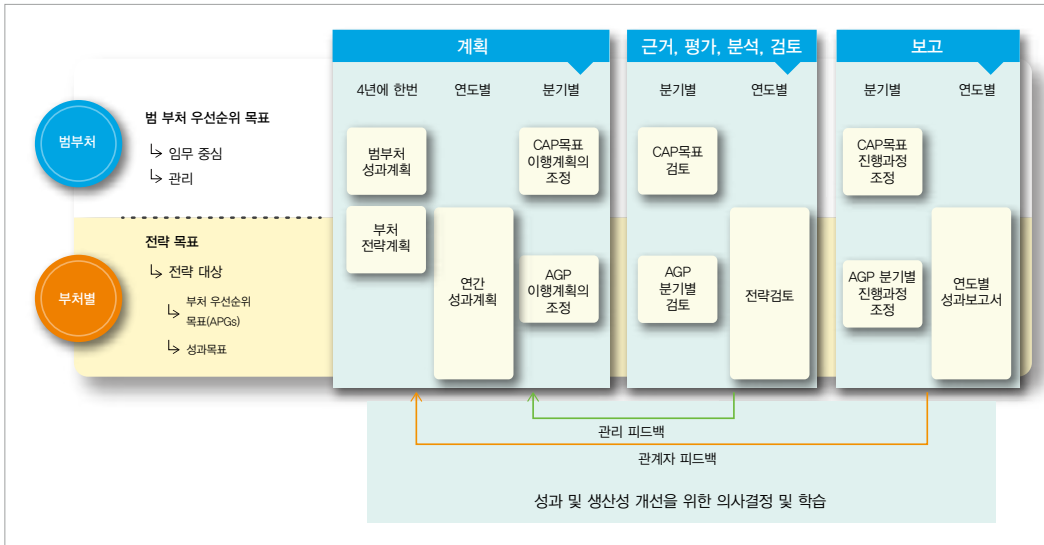 계획
근거, 평가, 분석, 검토
보고
4년에 한번
연도별
분기별
분기별
연도별
분기별
연도별
범부처
범 부처 우선순위 목표
↳ 임무 중심
↳ 관리
범부처
성과계획
CAP목표
이행계획의
조정
CAP목표
검토
CAP목표
진행과정
조정
부처별
전략 목표
↳ 전략 대상
↳ 부처 우선순위
목표(APGs)
↳ 성과목표
부처
전략계획
연간
성과계획
AGP
이행계획의
조정
AGP
분기별
검토
전략검토
AGP 분기별
진행과정
조정
연도별
성과보고서
관리 피드백
관계자 피드백
성과 및 생산성 개선을 위한 의사결정 및 학습